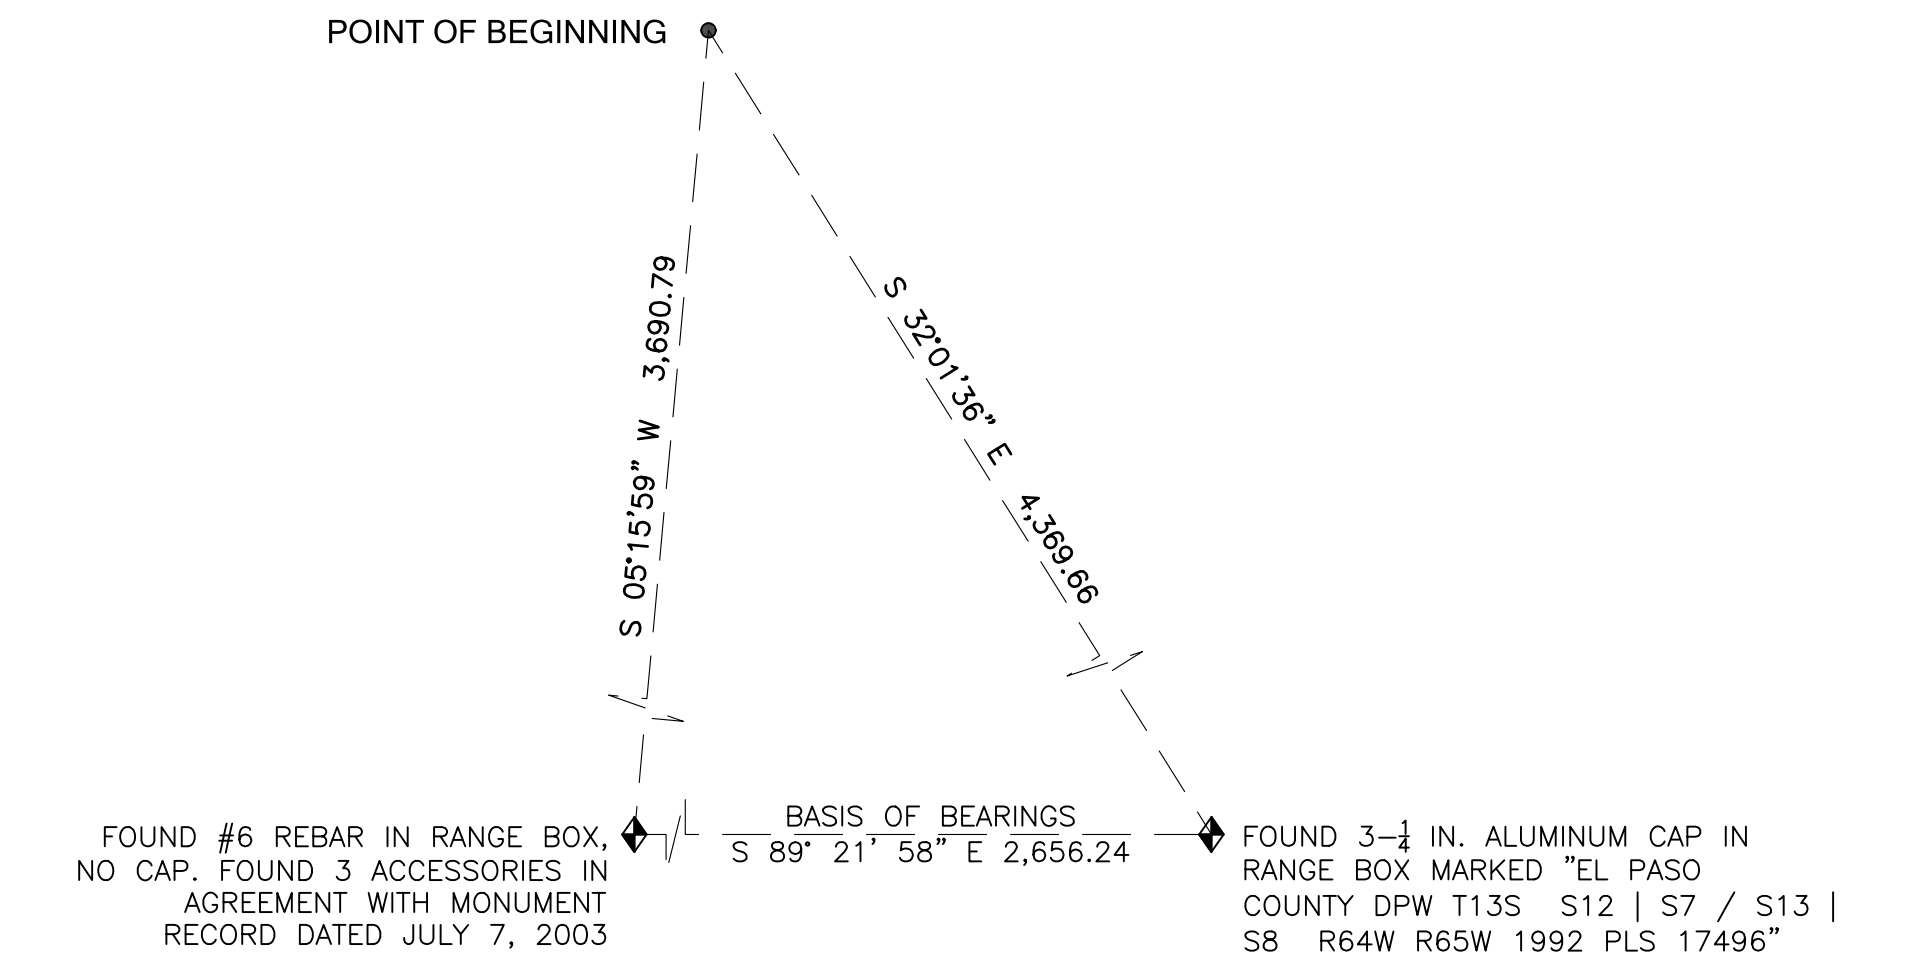 POINT OF BEGINNING
S 05°15'59" W 3,690.79
S 32°01'36" E 4,369.66
BASIS OF BEARINGS
S 89° 21' 58" E 2,656.24
FOUND #6 REBAR IN RANGE BOX,
NO CAP. FOUND 3 ACCESSORIES IN
AGREEMENT WITH MONUMENT
RECORD DATED JULY 7, 2003
FOUND 3-1/4 IN. ALUMINUM CAP IN
RANGE BOX MARKED "EL PASO
COUNTY DPW T13S S12 | S7 / S13 |
S8 R64W R65W 1992 PLS 17496"